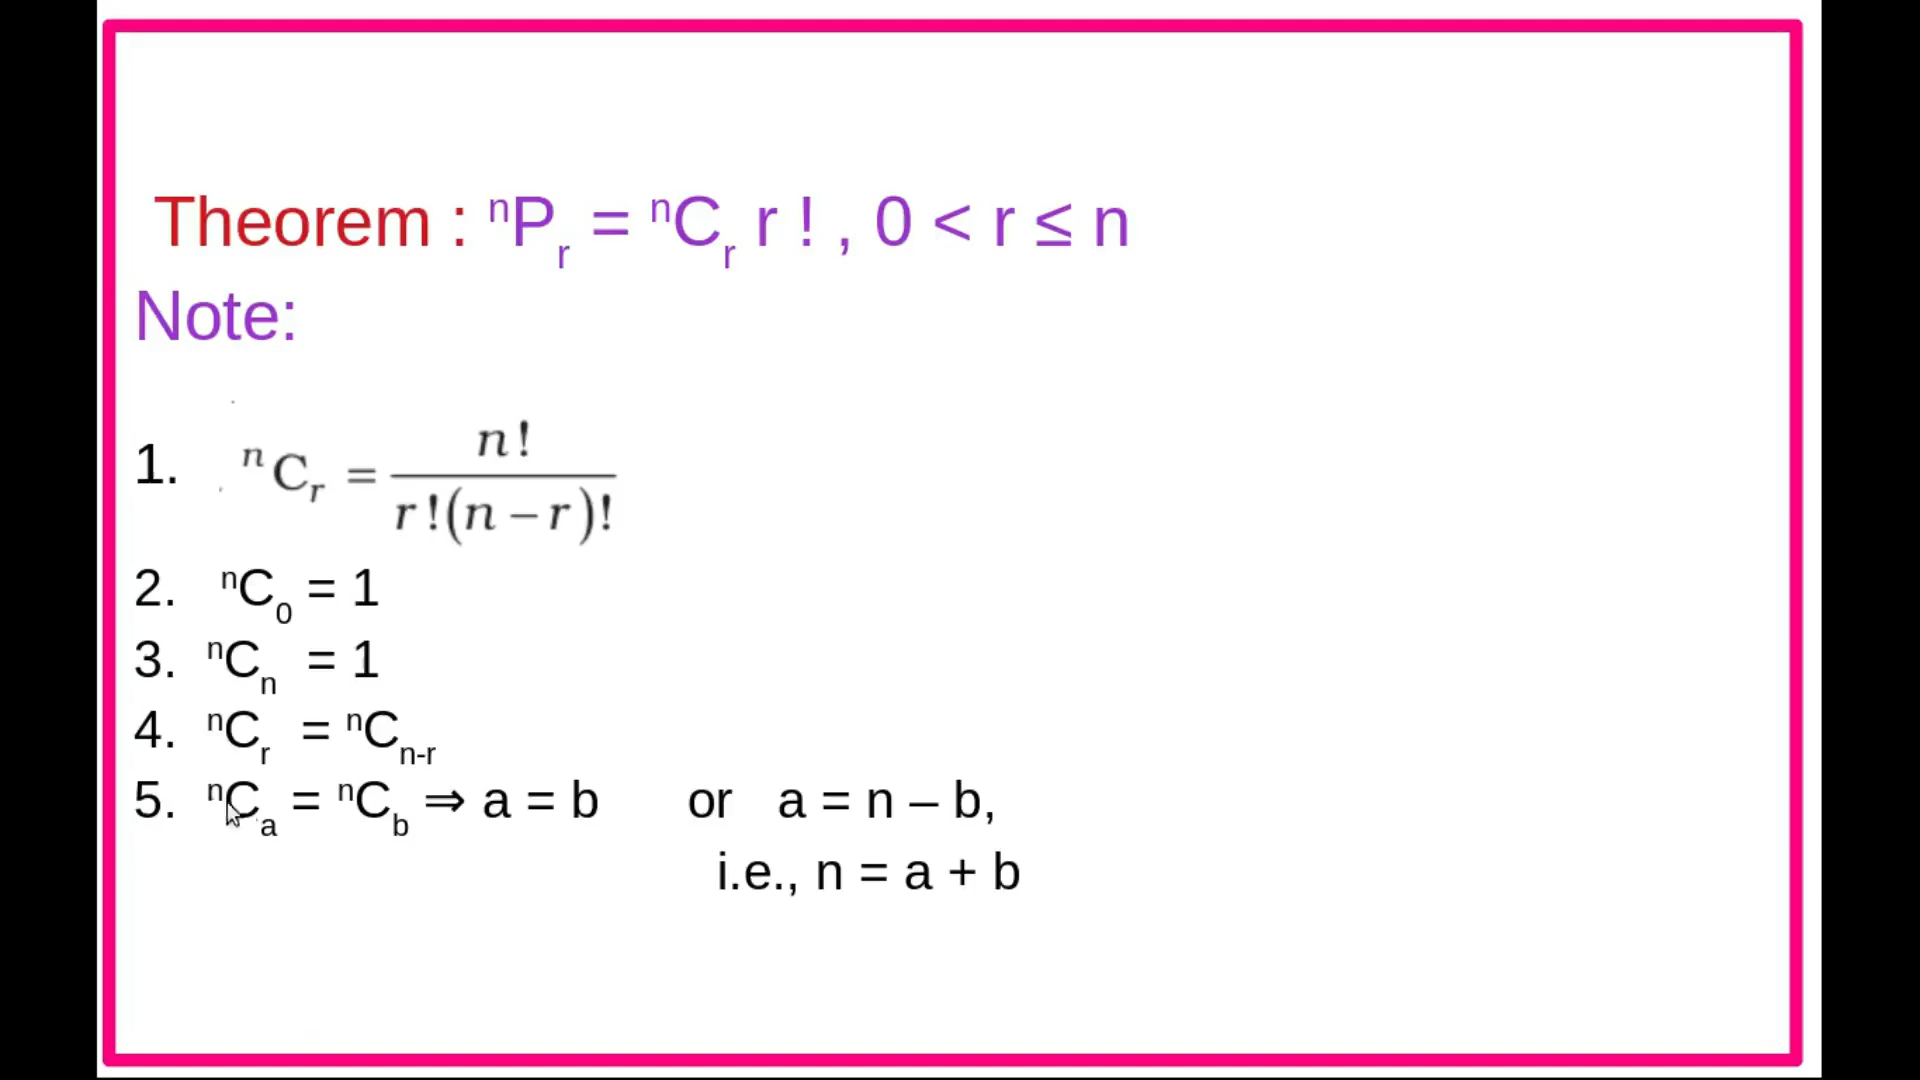 Theorem : ⁿPᵣ = ⁿCᵣ r ! , 0 < r ≤ n
Note:
1. ⁿCᵣ = n! / r!(n – r)!
2. ⁿC₀ = 1
3. ⁿCₙ = 1
4. ⁿCᵣ = ⁿCₙ₋ᵣ
5. ⁿCₐ = ⁿC_b ⇒ a = b or a = n – b,
i.e., n = a + b